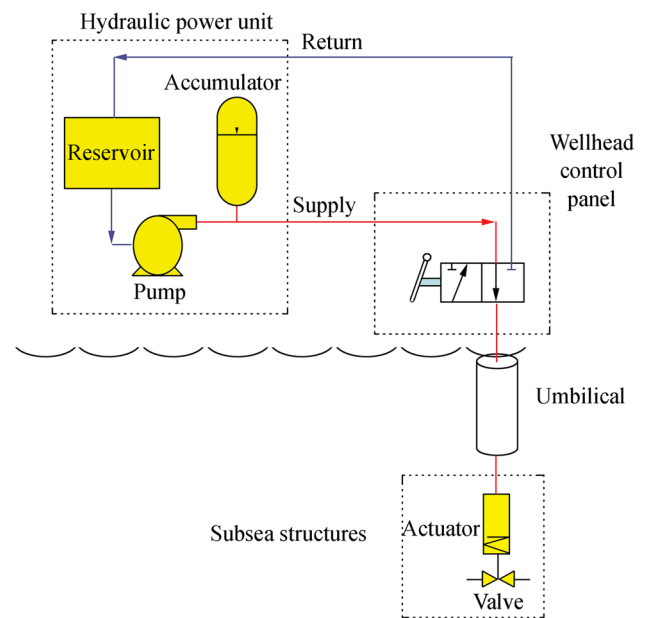 Hydraulic power unit
Return
Accumulator
Reservoir
Wellhead
control
panel
Supply
Pump
Umbilical
Subsea structures
Actuator
Valve